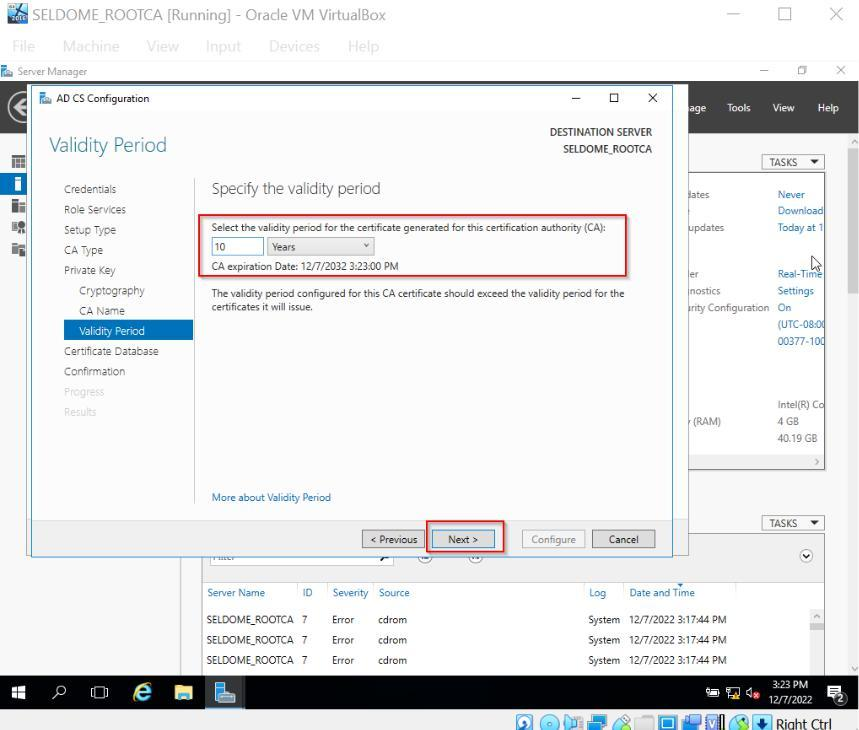 SELDOME_ROOTCA [Running] - Oracle VM VirtualBox
File Machine View Input Devices Help
Server Manager
AD CS Configuration
age Tools View Help
Validity Period
DESTINATION SERVER
SELDOME_ROOTCA
TASKS
Credentials
Role Services
Setup Type
CA Type
Private Key
Cryptography
CA Name
Validity Period
Certificate Database
Confirmation
Progress
Results
Specify the validity period
Select the validity period for the certificate generated for this certification authority (CA):
10 Years
CA expiration Date: 12/7/2032 3:23:00 PM
The validity period configured for this CA certificate should exceed the validity period for the
certificates it will issue.
More about Validity Period
< Previous Next > Configure Cancel
dates Never
Download
updates Today at 1
er Real-Time
nostics Settings
urity Configuration On
(UTC-08:00
00377-100
Intel(R) Co
(RAM) 4 GB
40.19 GB
TASKS
Filter
Server Name ID Severity Source Log Date and Time
SELDOME_ROOTCA 7 Error cdrom System 12/7/2022 3:17:44 PM
SELDOME_ROOTCA 7 Error cdrom System 12/7/2022 3:17:44 PM
SELDOME_ROOTCA 7 Error cdrom System 12/7/2022 3:17:44 PM
3:23 PM
12/7/2022
2
Right Ctrl